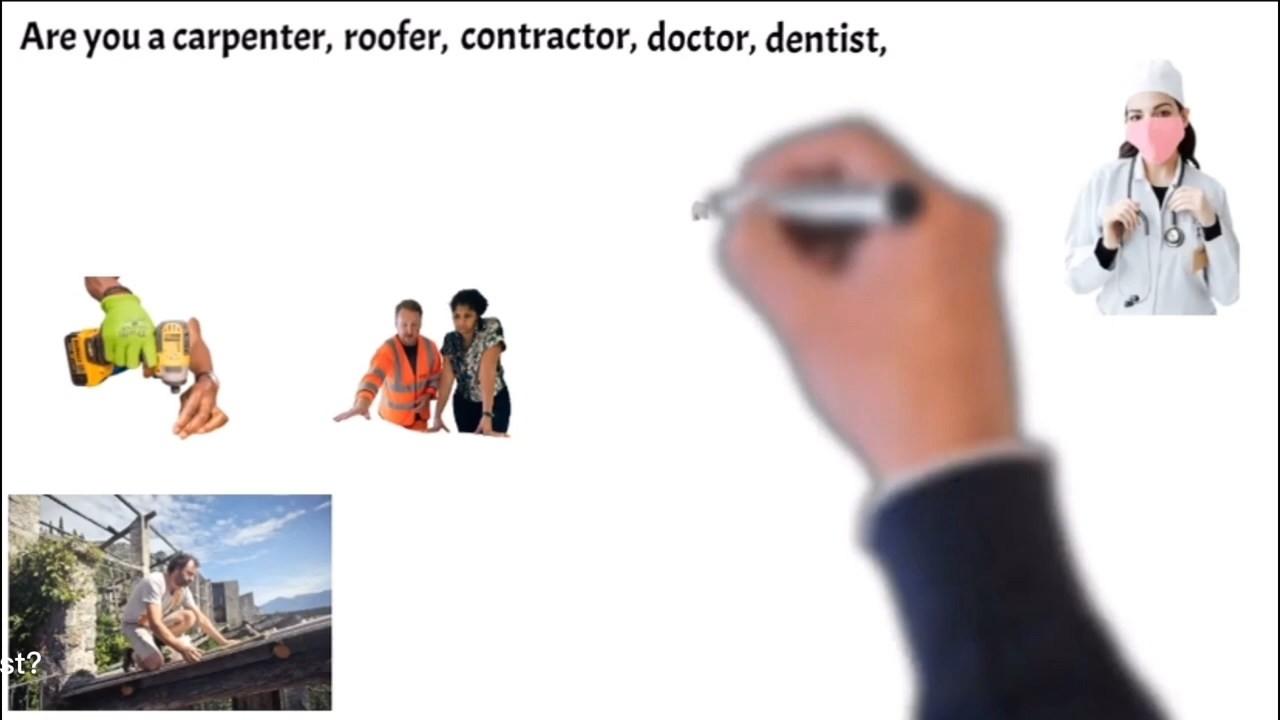 Are you a carpenter, roofer, contractor, doctor, dentist,
st?